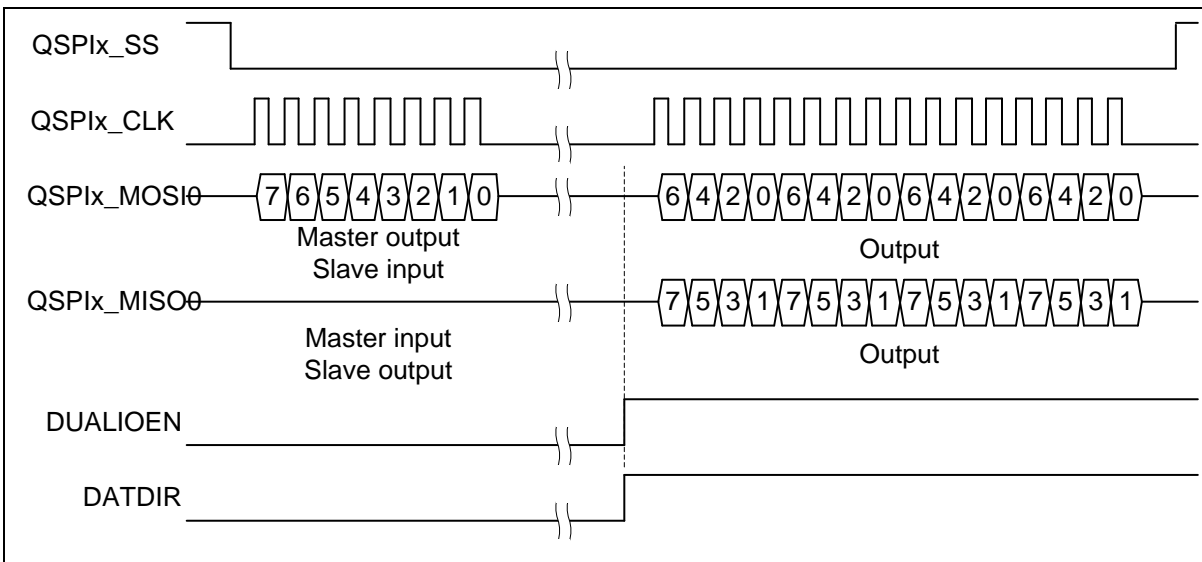 QSPIx_SS
QSPIx_CLK
QSPIx_MOSI0
7 6 5 4 3 2 1 0
6 4 2 0 6 4 2 0 6 4 2 0 6 4 2 0
Master output
Slave input
Output
QSPIx_MISO0
7 5 3 1 7 5 3 1 7 5 3 1 7 5 3 1
Master input
Slave output
Output
DUALIOEN
DATDIR